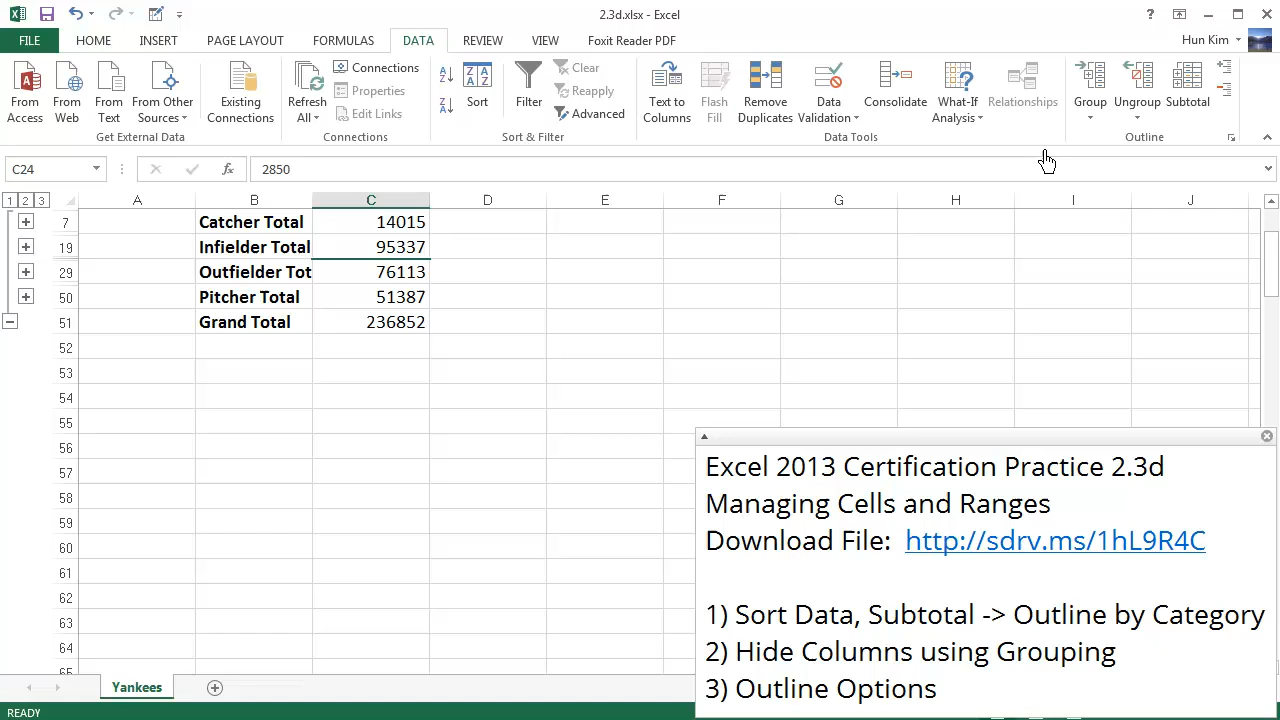 2.3d.xlsx - Excel
FILE HOME INSERT PAGE LAYOUT FORMULAS DATA REVIEW VIEW Foxit Reader PDF Hun Kim
From Access
From Web
From Text
From Other Sources
Existing Connections
Get External Data
Refresh All
Connections
Properties
Edit Links
Connections
Sort
Filter
Clear
Reapply
Advanced
Sort & Filter
Text to Columns
Flash Fill
Remove Duplicates
Data Validation
Consolidate
What-If Analysis
Relationships
Data Tools
Group
Ungroup
Subtotal
Outline
C24 fx 2850
1 2 3 A B C D E F G H I J
7 Catcher Total 14015
19 Infielder Total 95337
29 Outfielder Tot 76113
50 Pitcher Total 51387
51 Grand Total 236852
52
53
54
55
56
57
58
59
60
61
62
63
64
Excel 2013 Certification Practice 2.3d
Managing Cells and Ranges
Download File: http://sdrv.ms/1hL9R4C
1) Sort Data, Subtotal -> Outline by Category
2) Hide Columns using Grouping
3) Outline Options
Yankees
READY